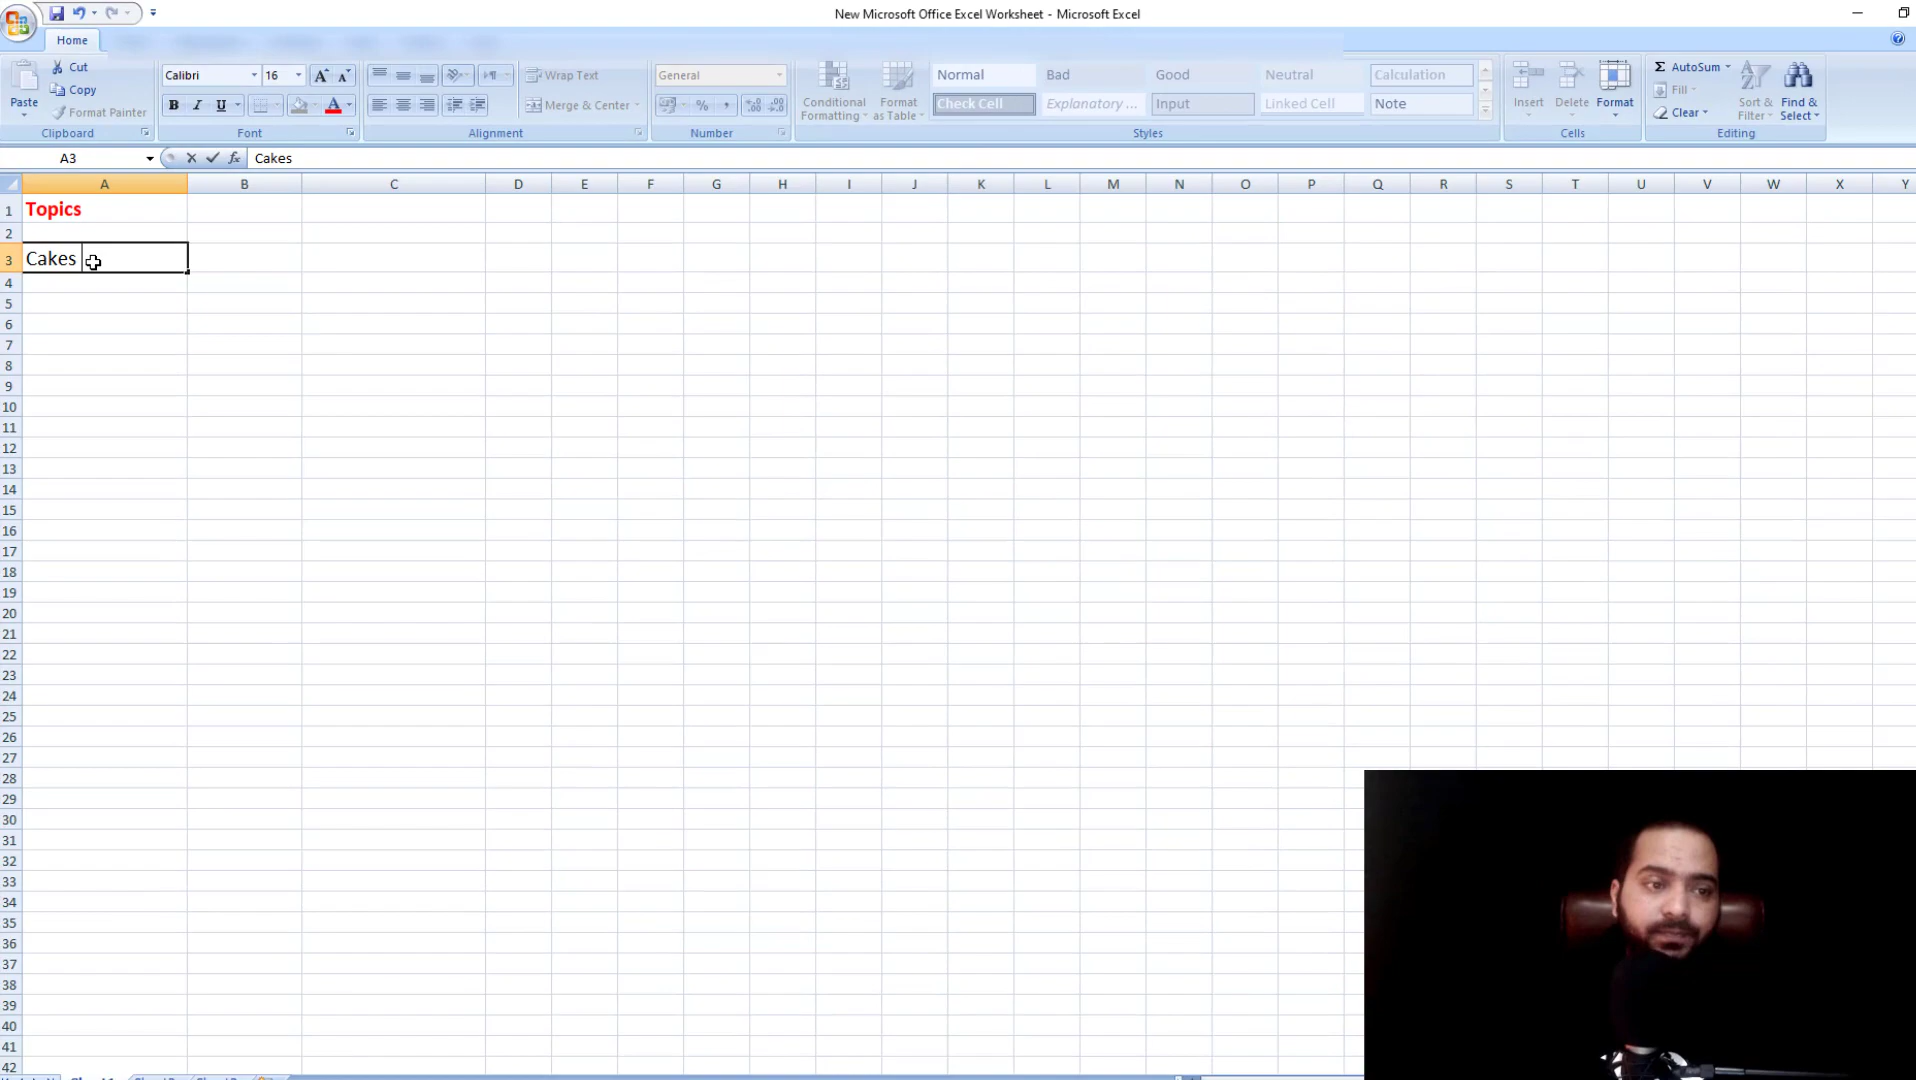 New Microsoft Office Excel Worksheet - Microsoft Excel
Home
Cut
Copy
Format Painter
Paste
Clipboard
Calibri 16
B I U A
Font
Wrap Text
Merge & Center
Alignment
General
% ,
Number
Conditional Formatting
Format as Table
Normal Bad Good Neutral Calculation
Check Cell Explanatory ... Input Linked Cell Note
Styles
Insert Delete Format
Cells
Σ AutoSum
Fill
Clear
Sort & Filter
Find & Select
Editing
A3 fx Cakes
A B C D E F G H I J K L M N O P Q R S T U V W X Y
1 Topics
2
3 Cakes
4
5
6
7
8
9
10
11
12
13
14
15
16
17
18
19
20
21
22
23
24
25
26
27
28
29
30
31
32
33
34
35
36
37
38
39
40
41
42